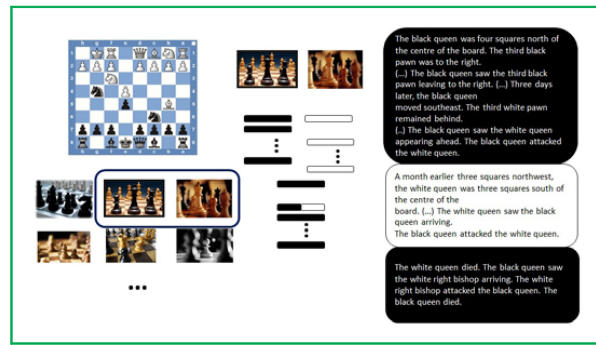 The black queen was four squares north of
the centre of the board. The third black
pawn was to the right.
(...) The black queen saw the third black
pawn leaving to the right. (...) Three days
later, the black queen
moved southeast. The third white pawn
remained behind.
(..) The black queen saw the white queen
appearing ahead. The black queen attacked
the white queen.
A month earlier three squares northwest,
the white queen was three squares south of
the centre of the
board. (...) The white queen saw the black
queen arriving.
The black queen attacked the white queen.
The white queen died. The black queen saw
the white right bishop arriving. The white
right bishop attacked the black queen. The
black queen died.